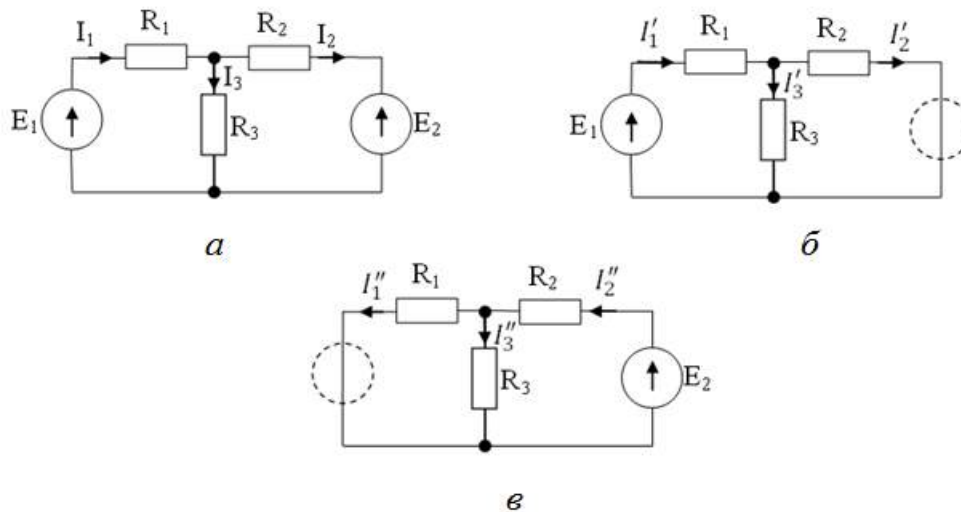 I₁ R₁ R₂ I₂
I₃
E₁ R₃ E₂
а
I′₁ R₁ R₂ I′₂
I′₃
E₁ R₃
б
I″₁ R₁ R₂ I″₂
I″₃
R₃ E₂
в